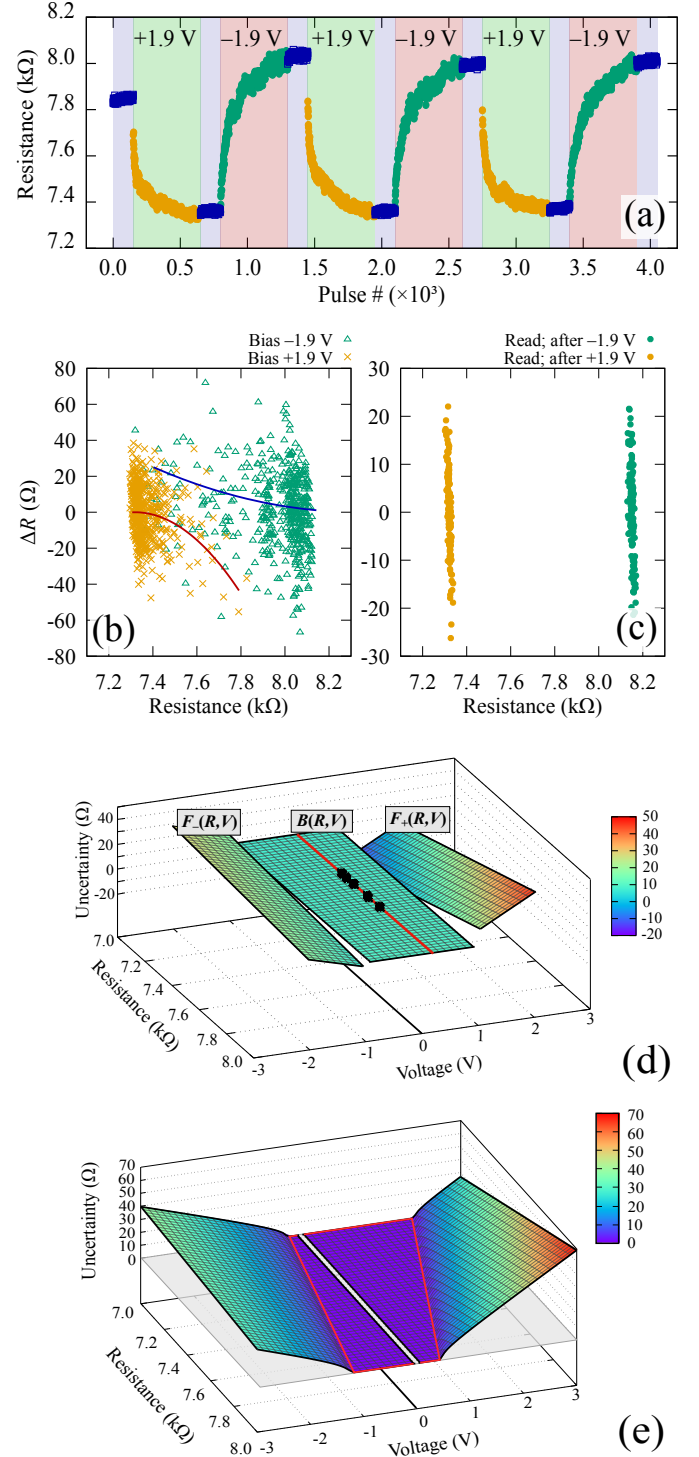 8.2
8.0
7.8
7.6
7.4
7.2
Resistance (kΩ)
+1.9 V –1.9 V +1.9 V –1.9 V +1.9 V –1.9 V
(a)
0.0 0.5 1.0 1.5 2.0 2.5 3.0 3.5 4.0
Pulse # (×10³)
Bias –1.9 V
Bias +1.9 V
80
60
40
20
0
-20
-40
-60
-80
ΔR (Ω)
(b)
7.2 7.4 7.6 7.8 8.0 8.2
Resistance (kΩ)
Read; after –1.9 V
Read; after +1.9 V
30
20
10
0
-10
-20
-30
(c)
7.2 7.4 7.6 7.8 8.0 8.2
Resistance (kΩ)
Uncertainty (Ω)
40
20
0
-20
F₋(R,V) B(R,V) F₊(R,V)
50
40
30
20
10
0
-10
-20
7.0
7.2
7.4
7.6
7.8
8.0
Resistance (kΩ)
-3 -2 -1 0 1 2 3
Voltage (V)
(d)
Uncertainty (Ω)
70
60
50
40
30
20
10
0
70
60
50
40
30
20
10
0
7.0
7.2
7.4
7.6
7.8
8.0
Resistance (kΩ)
-3 -2 -1 0 1 2 3
Voltage (V)
(e)